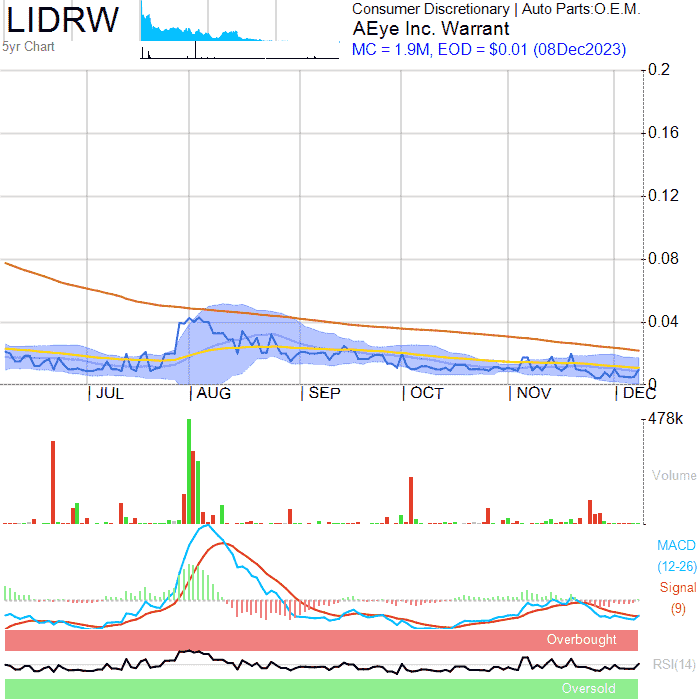 LIDRW
5yr Chart
Consumer Discretionary | Auto Parts:O.E.M.
AEye Inc. Warrant
MC = 1.9M, EOD = $0.01 (08Dec2023)
0.2
0.16
0.12
0.08
0.04
0
JUL
AUG
SEP
OCT
NOV
DEC
478k
Volume
MACD
(12-26)
Signal
(9)
Overbought
RSI(14)
Oversold